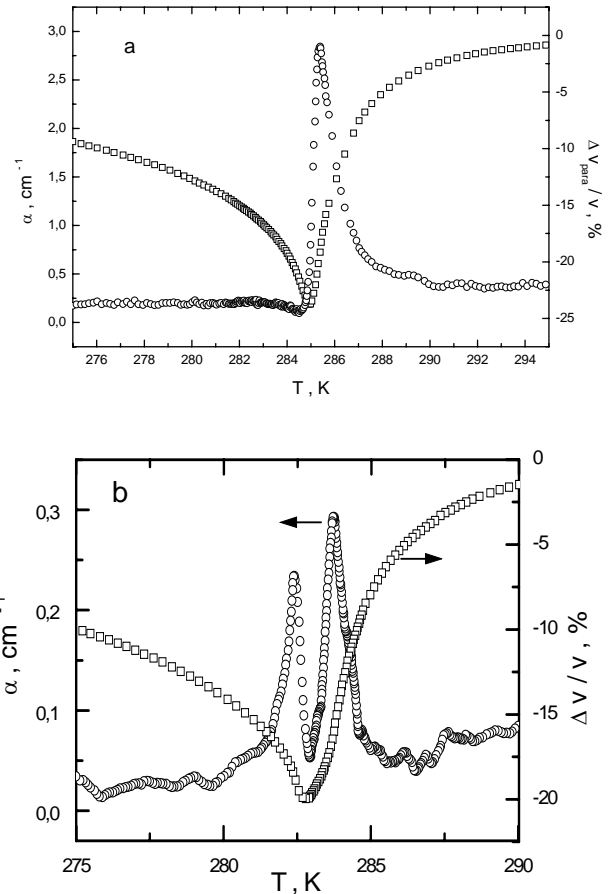 a
3,0
2,5
2,0
1,5
1,0
0,5
0,0
α, cm -1
0
-5
-10
-15
-20
-25
Δ v para / v , %
276 278 280 282 284 286 288 290 292 294
T , K
b
0,3
0,2
0,1
0,0
α , cm
0
-5
-10
-15
-20
Δ v / v , %
275 280 285 290
T , K